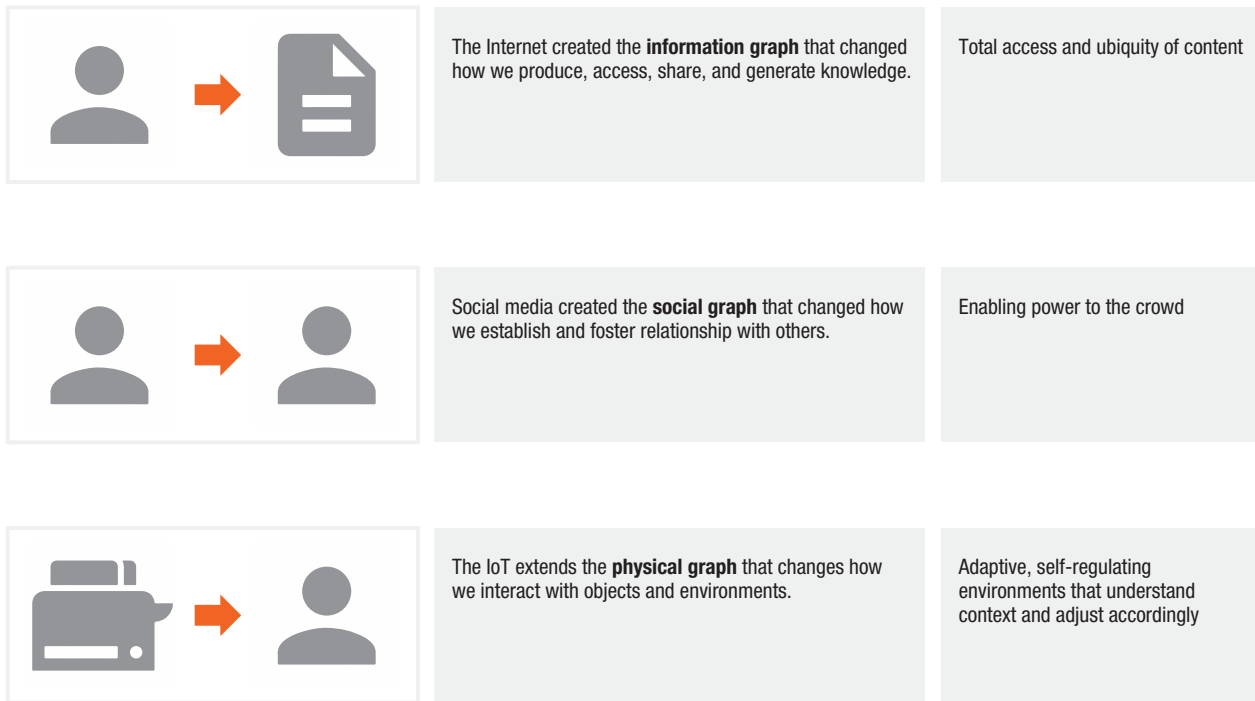 The Internet created the information graph that changed
how we produce, access, share, and generate knowledge.
Total access and ubiquity of content
Social media created the social graph that changed how
we establish and foster relationship with others.
Enabling power to the crowd
The IoT extends the physical graph that changes how
we interact with objects and environments.
Adaptive, self-regulating
environments that understand
context and adjust accordingly